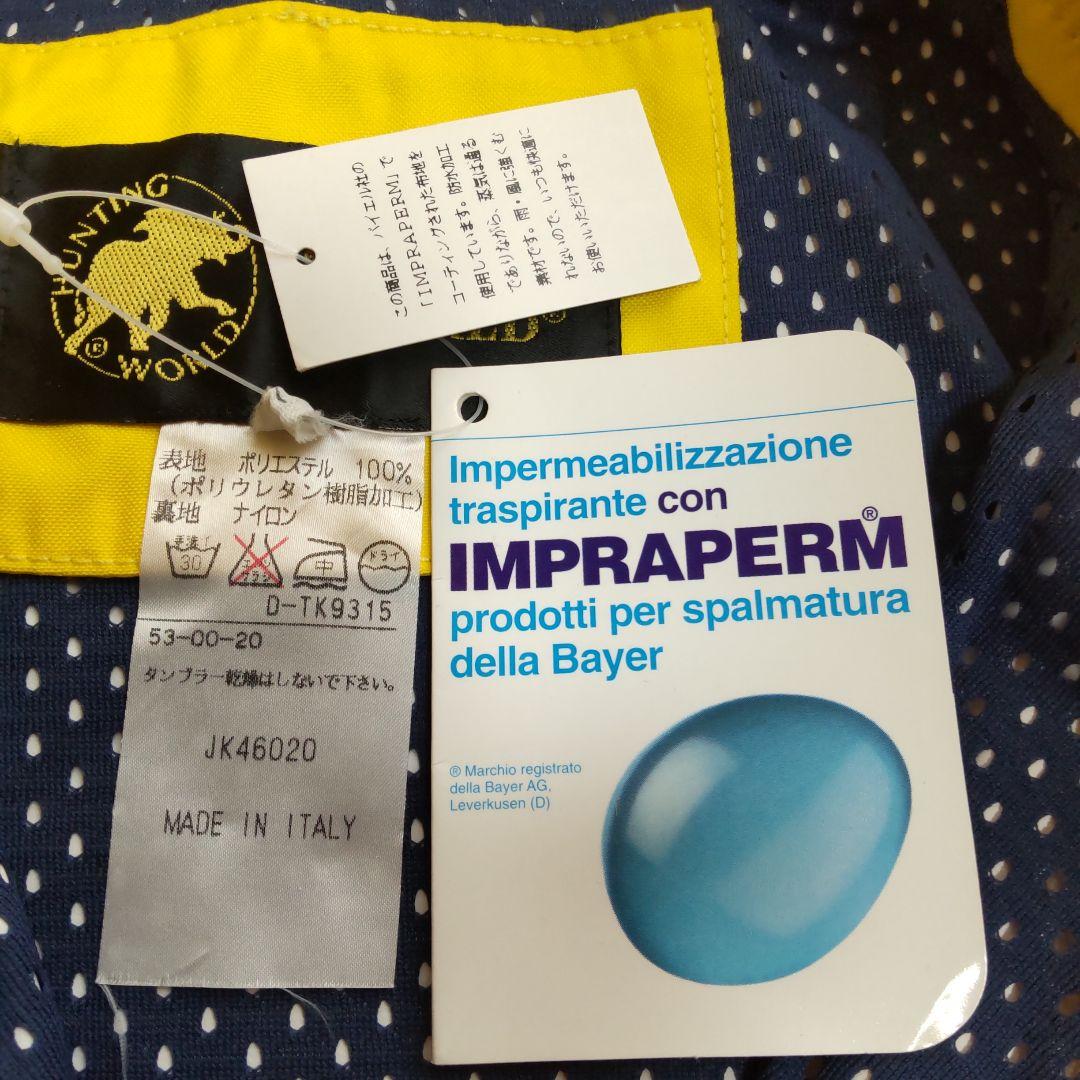 HUNTING
WORLD
®
ED®
この商品は、バイエル社の
「IMPRAPERM」で
コーティングされた布地を
使用しています。防水加工
でありながら、蒸気は通る
素材です。雨・風に強くむ
れないので、いつも快適に
お使いいただけます。
表地 ポリエステル 100%
(ポリウレタン樹脂加工)
裏地 ナイロン
30
中
ドライ
D-TK9315
53-00-20
タンブラー乾燥はしないで下さい。
JK46020
MADE IN ITALY
Impermeabilizzazione
traspirante con
IMPRAPERM®
prodotti per spalmatura
della Bayer
® Marchio registrato
della Bayer AG,
Leverkusen (D)